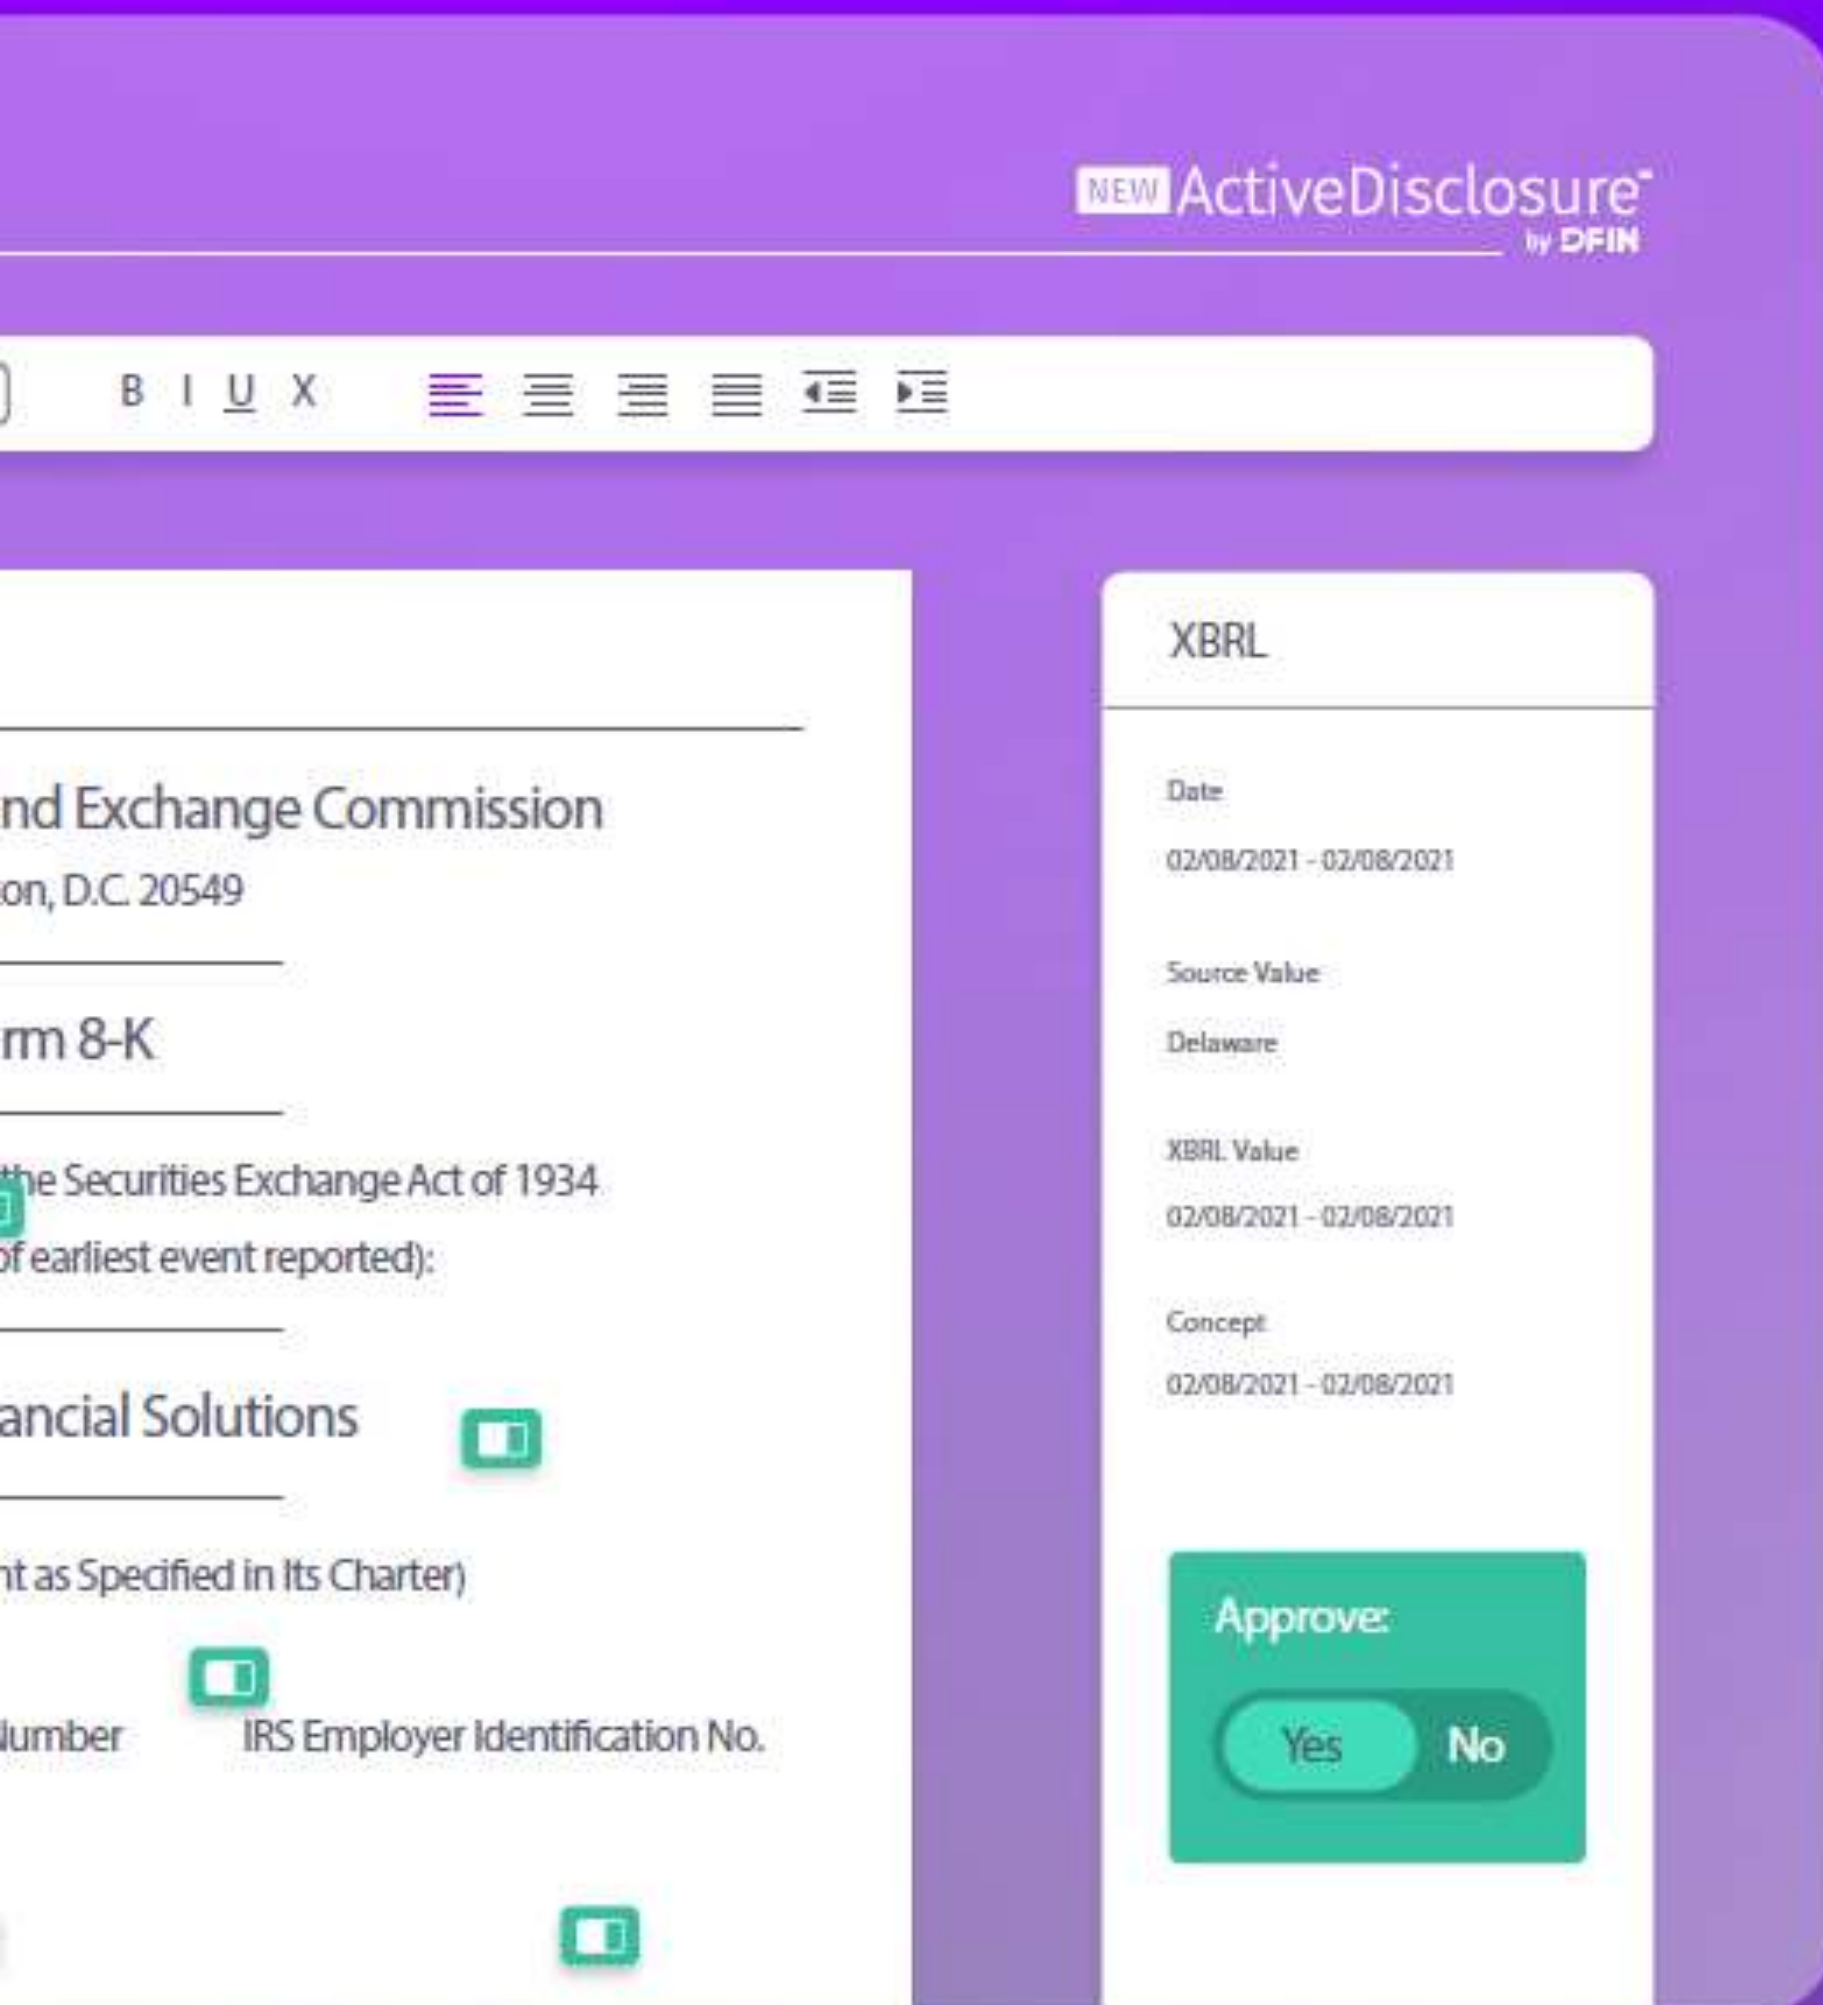 NEW ActiveDisclosure™
by DFIN
B I U X
nd Exchange Commission
on, D.C. 20549
rm 8-K
the Securities Exchange Act of 1934
of earliest event reported):
ancial Solutions
nt as Specified in Its Charter)
Number IRS Employer Identification No.
XBRL
Date
02/08/2021 - 02/08/2021
Source Value
Delaware
XBRL Value
02/08/2021 - 02/08/2021
Concept
02/08/2021 - 02/08/2021
Approve:
Yes No